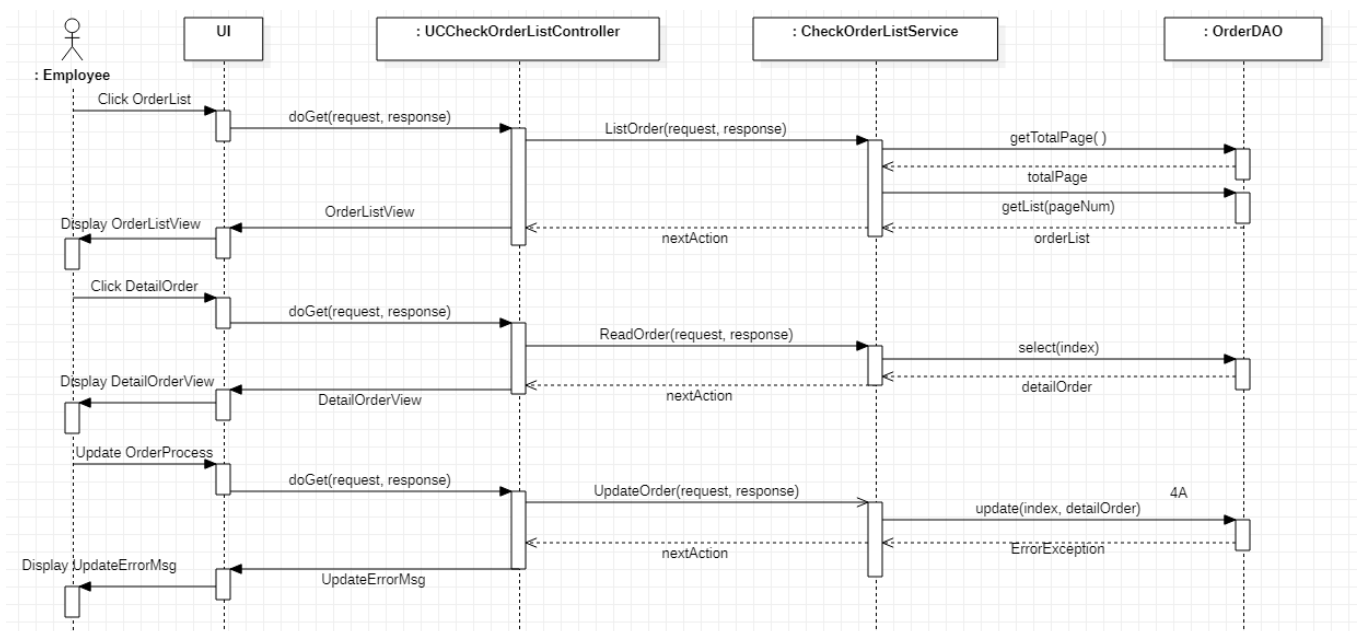 UI
: UCCheckOrderListController
: CheckOrderListService
: OrderDAO
: Employee
Click OrderList
doGet(request, response)
ListOrder(request, response)
getTotalPage( )
totalPage
getList(pageNum)
orderList
nextAction
OrderListView
Display OrderListView
Click DetailOrder
doGet(request, response)
ReadOrder(request, response)
select(index)
detailOrder
nextAction
DetailOrderView
Display DetailOrderView
Update OrderProcess
doGet(request, response)
UpdateOrder(request, response)
4A
update(index, detailOrder)
ErrorException
nextAction
UpdateErrorMsg
Display UpdateErrorMsg